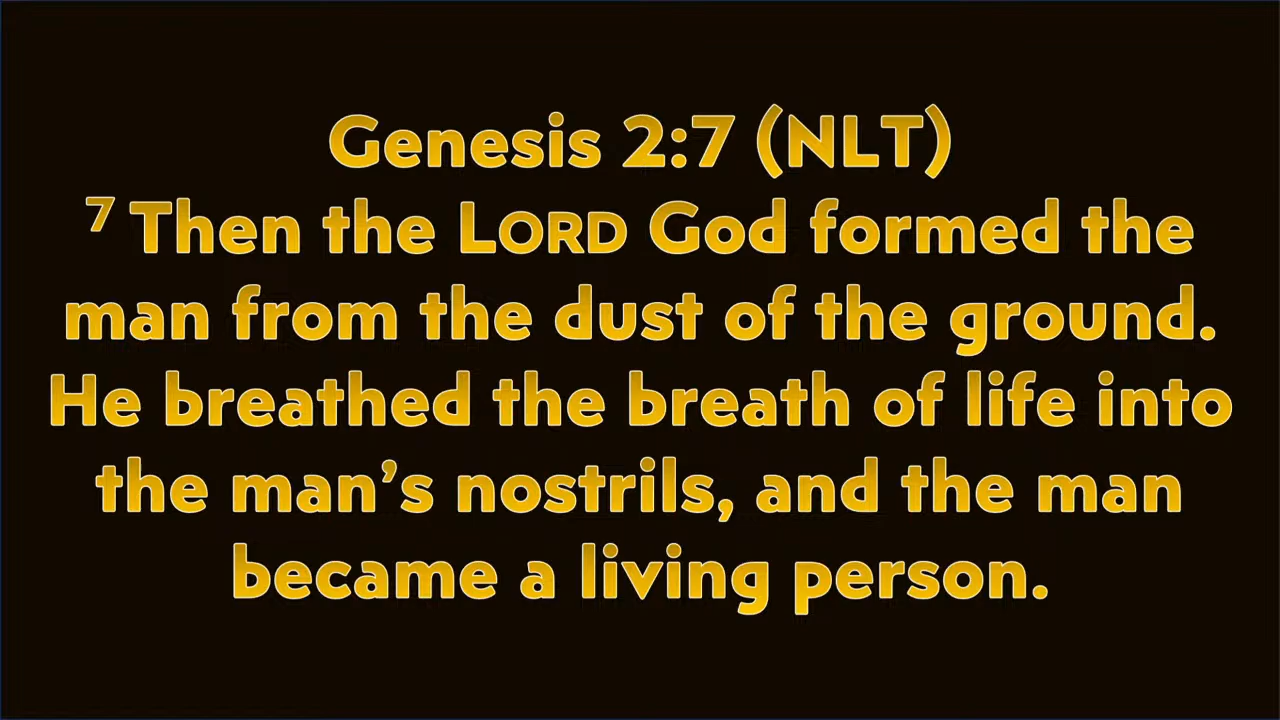 Genesis 2:7 (NLT)
⁷ Then the LORD God formed the
man from the dust of the ground.
He breathed the breath of life into
the man’s nostrils, and the man
became a living person.